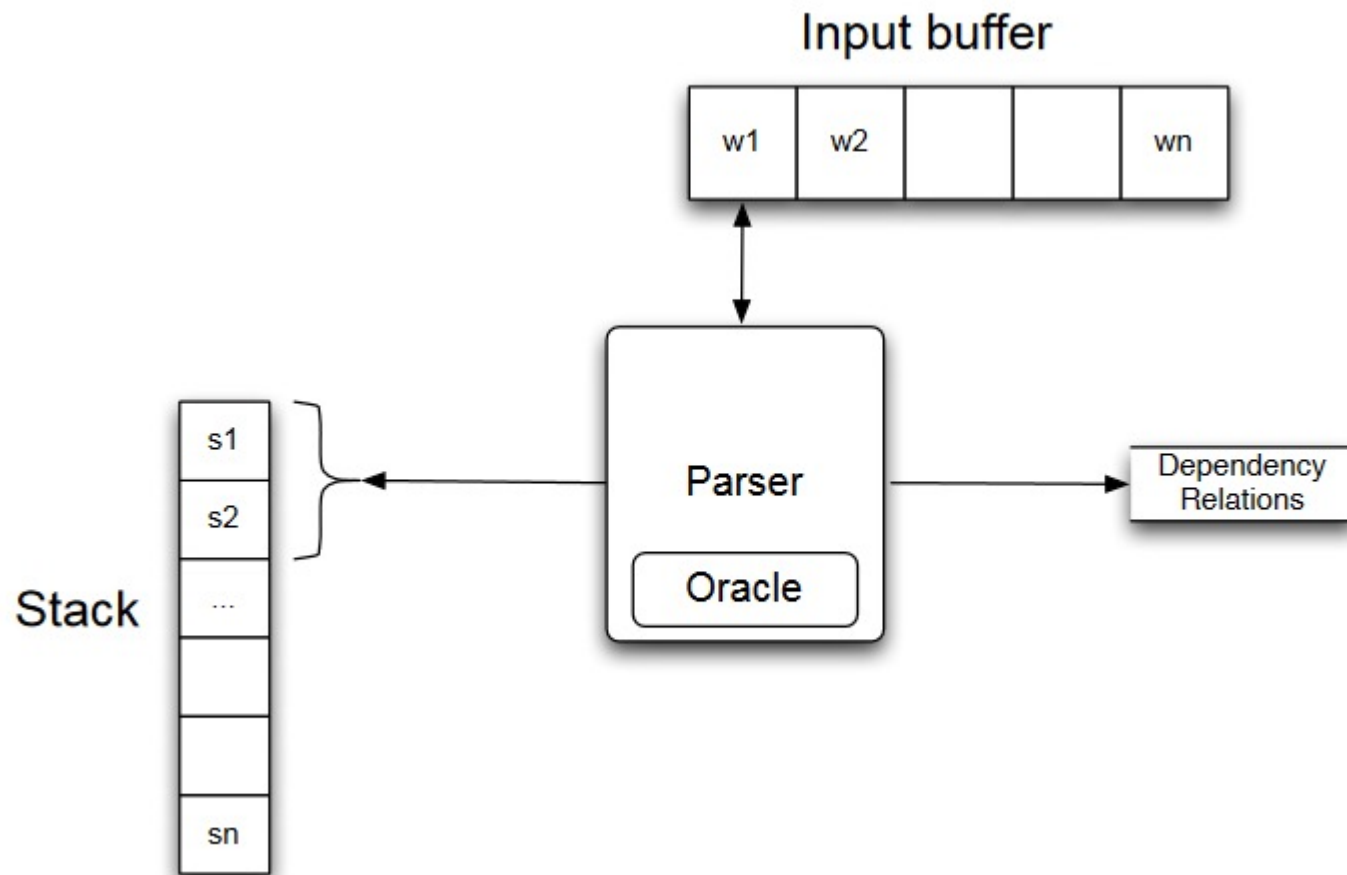 Input buffer
w1 w2 wn
s1
s2
Stack
...
sn
Parser
Oracle
Dependency
Relations